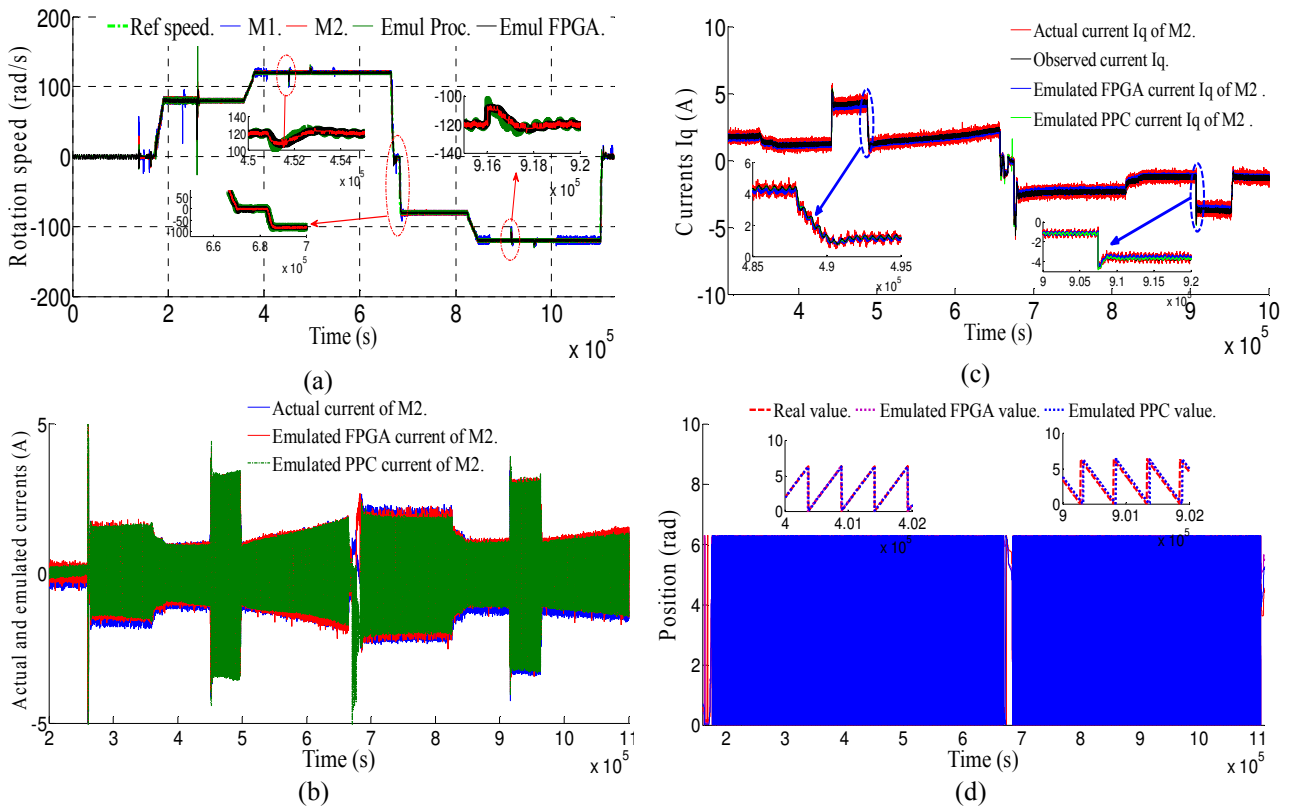 Ref speed. M1. M2. Emul Proc. Emul FPGA.
Rotation speed (rad/s)
200
100
0
-100
-200
120
100
4.5 4.52 4.54
x 10^5
-100
-120
-140
9.16 9.18 9.2
x 10^5
50
0
-50
-100
6.6 6.8 7
x 10^5
0 2 4 6 8 10
Time (s)
x 10^5
(a)
Actual current Iq of M2.
Observed current Iq.
Emulated FPGA current Iq of M2 .
Emulated PPC current Iq of M2 .
Currents Iq (A)
10
5
0
-5
-10
6
4
2
0
4.85 4.9 4.95
x 10^5
0
-2
-4
9 9.05 9.1 9.15 9.2
4 5 6 7 8 9 10
Time (s)
x 10^5
(c)
Actual current of M2.
Emulated FPGA current of M2.
Emulated PPC current of M2.
Actual and emulated currents (A)
5
0
-5
2 3 4 5 6 7 8 9 10 11
Time (s)
x 10^5
(b)
Real value. Emulated FPGA value. Emulated PPC value.
Position (rad)
10
8
6
4
2
0
10
5
0
4 4.01 4.02
x 10^5
10
5
0
9 9.01 9.02
x 10^5
2 3 4 5 6 7 8 9 10 11
Time (s)
x 10^5
(d)